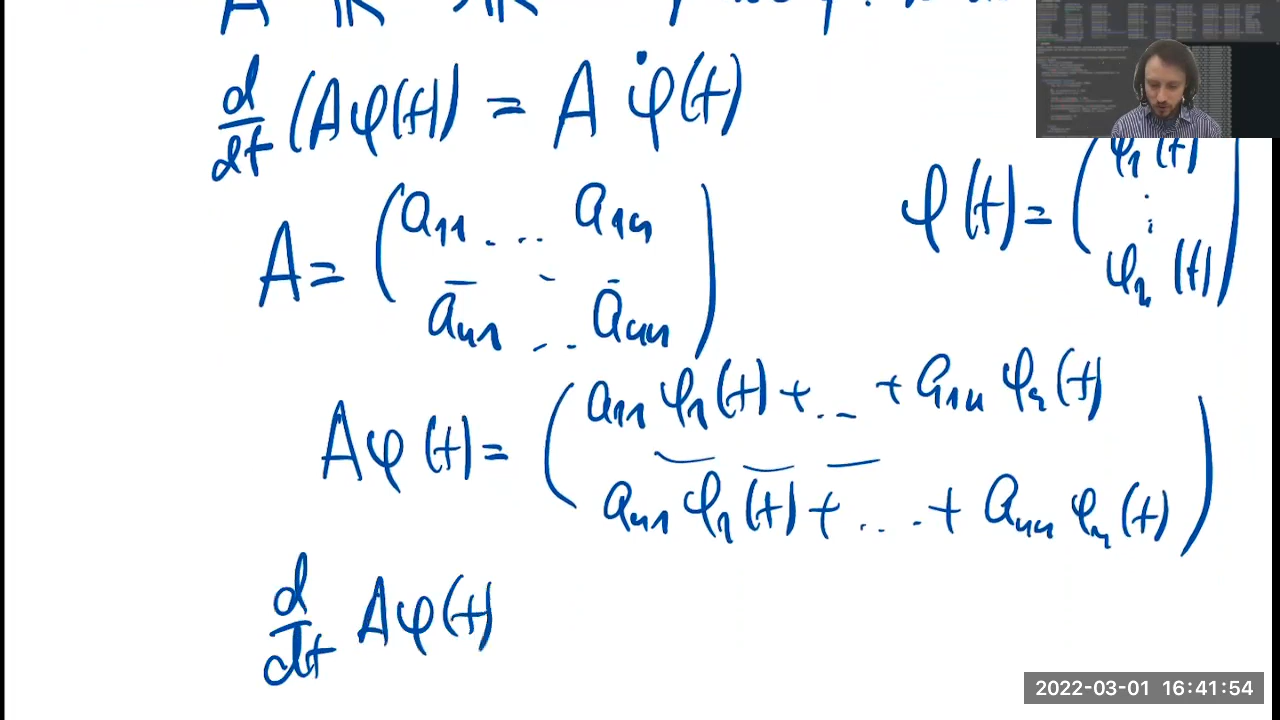 d/dt (Aφ(t)) = A φ̇(t)
φ(t) = ( φ₁(t) ⋮ φₙ(t) )
A = ( a₁₁ ... a₁ₙ
aₙ₁ ... aₙₙ )
Aφ(t) = ( a₁₁ φ₁(t) + ... + a₁ₙ φₙ(t)
aₙ₁ φ₁(t) + ... + aₙₙ φₙ(t) )
d/dt Aφ(t)
2022-03-01 16:41:54